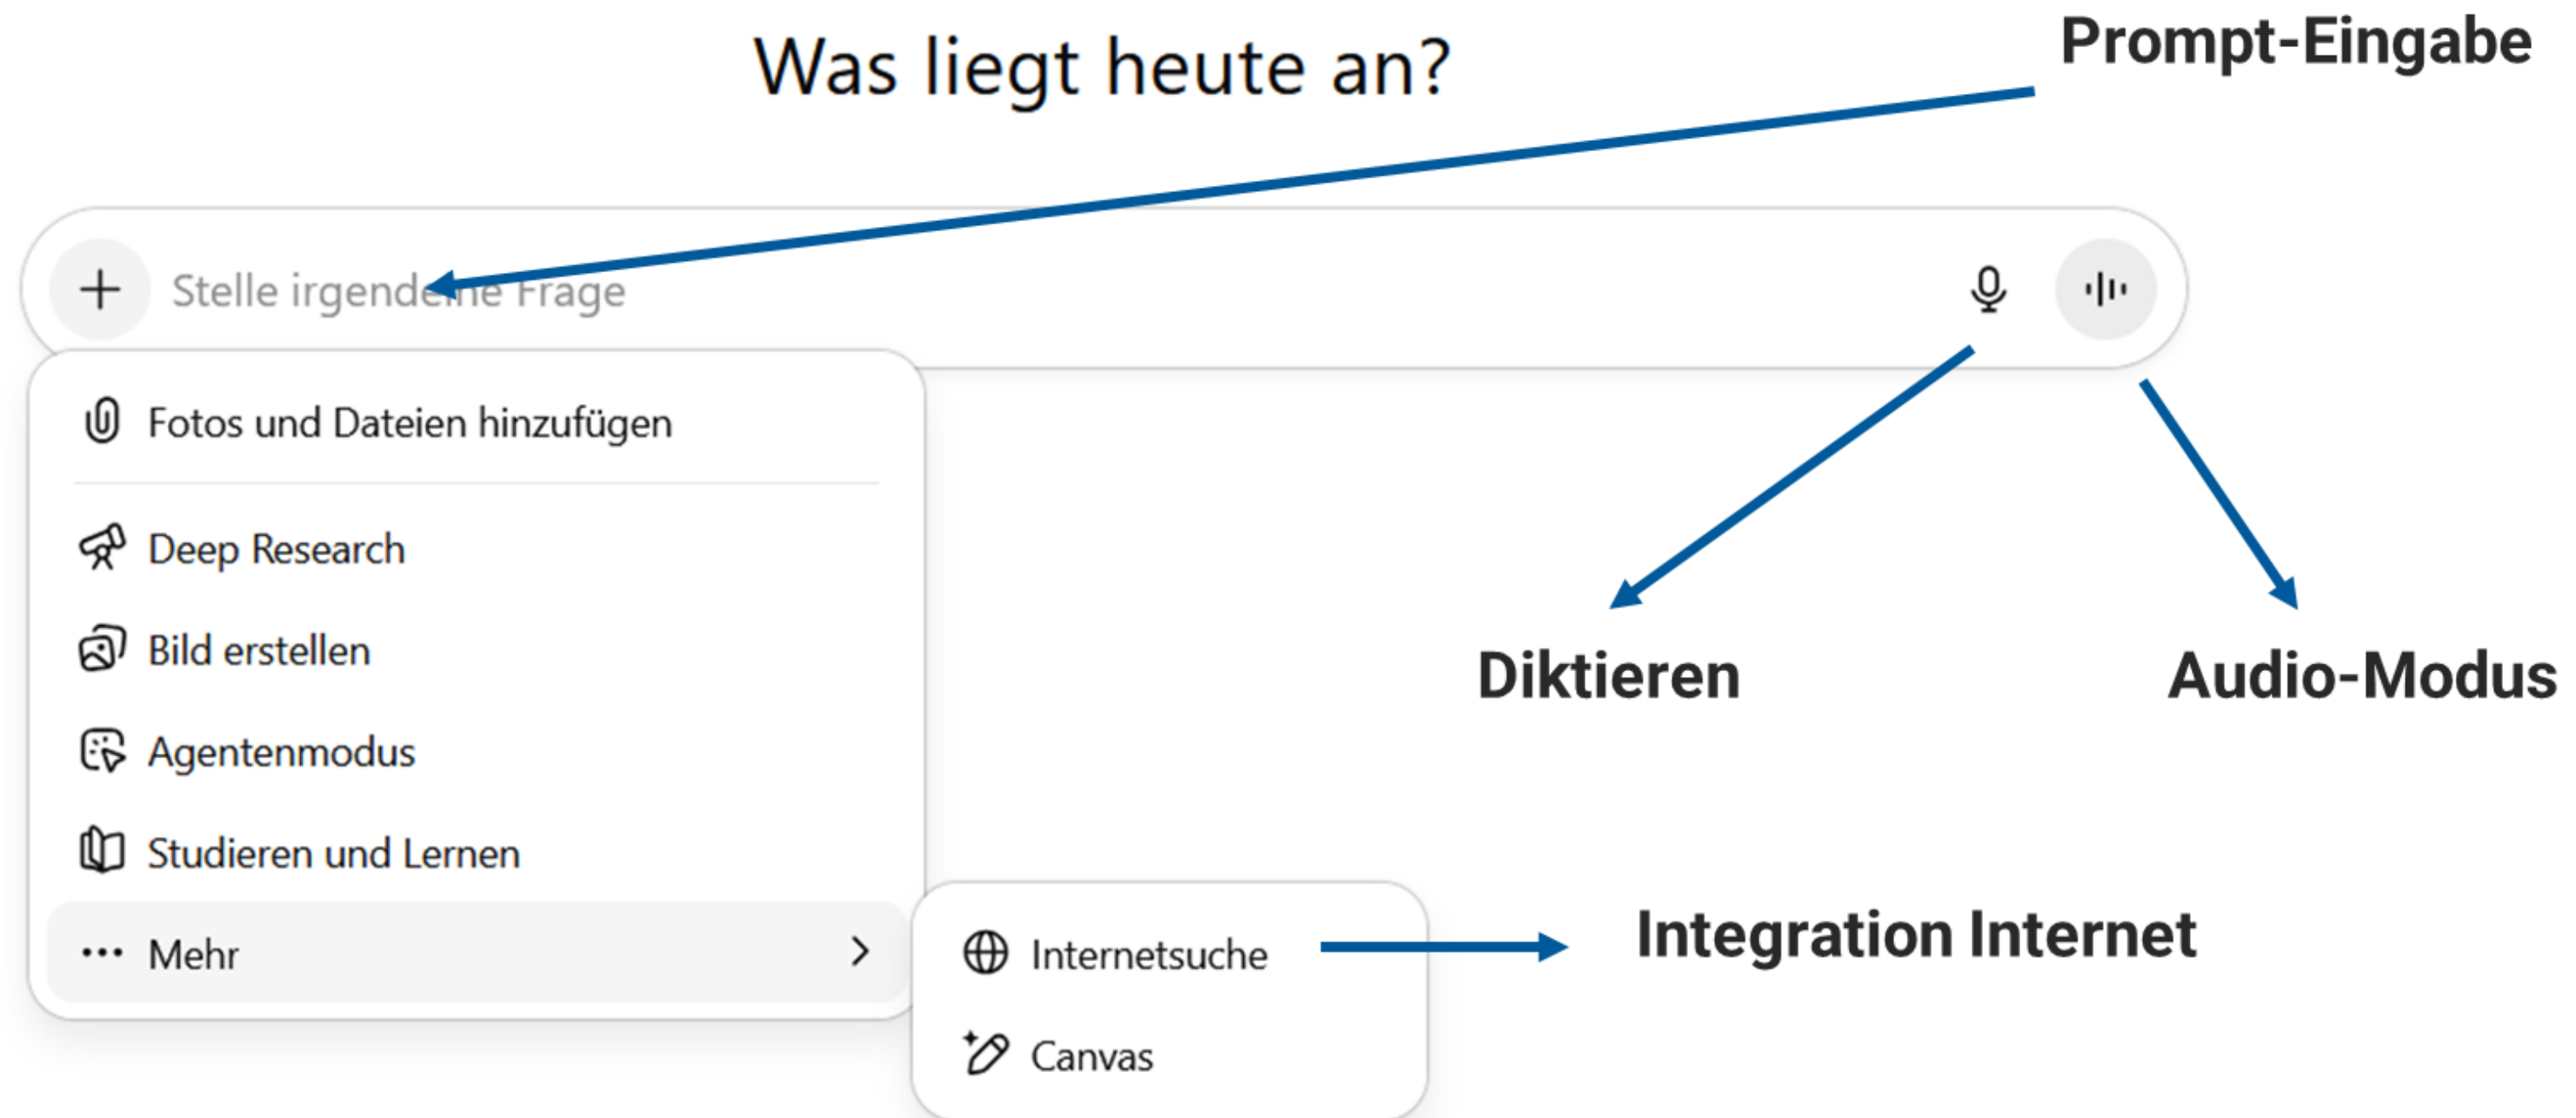 Was liegt heute an?
Prompt-Eingabe
Stelle irgendeine Frage
Fotos und Dateien hinzufügen
Deep Research
Bild erstellen
Agentenmodus
Studieren und Lernen
Mehr
Diktieren
Audio-Modus
Internetsuche
Canvas
Integration Internet